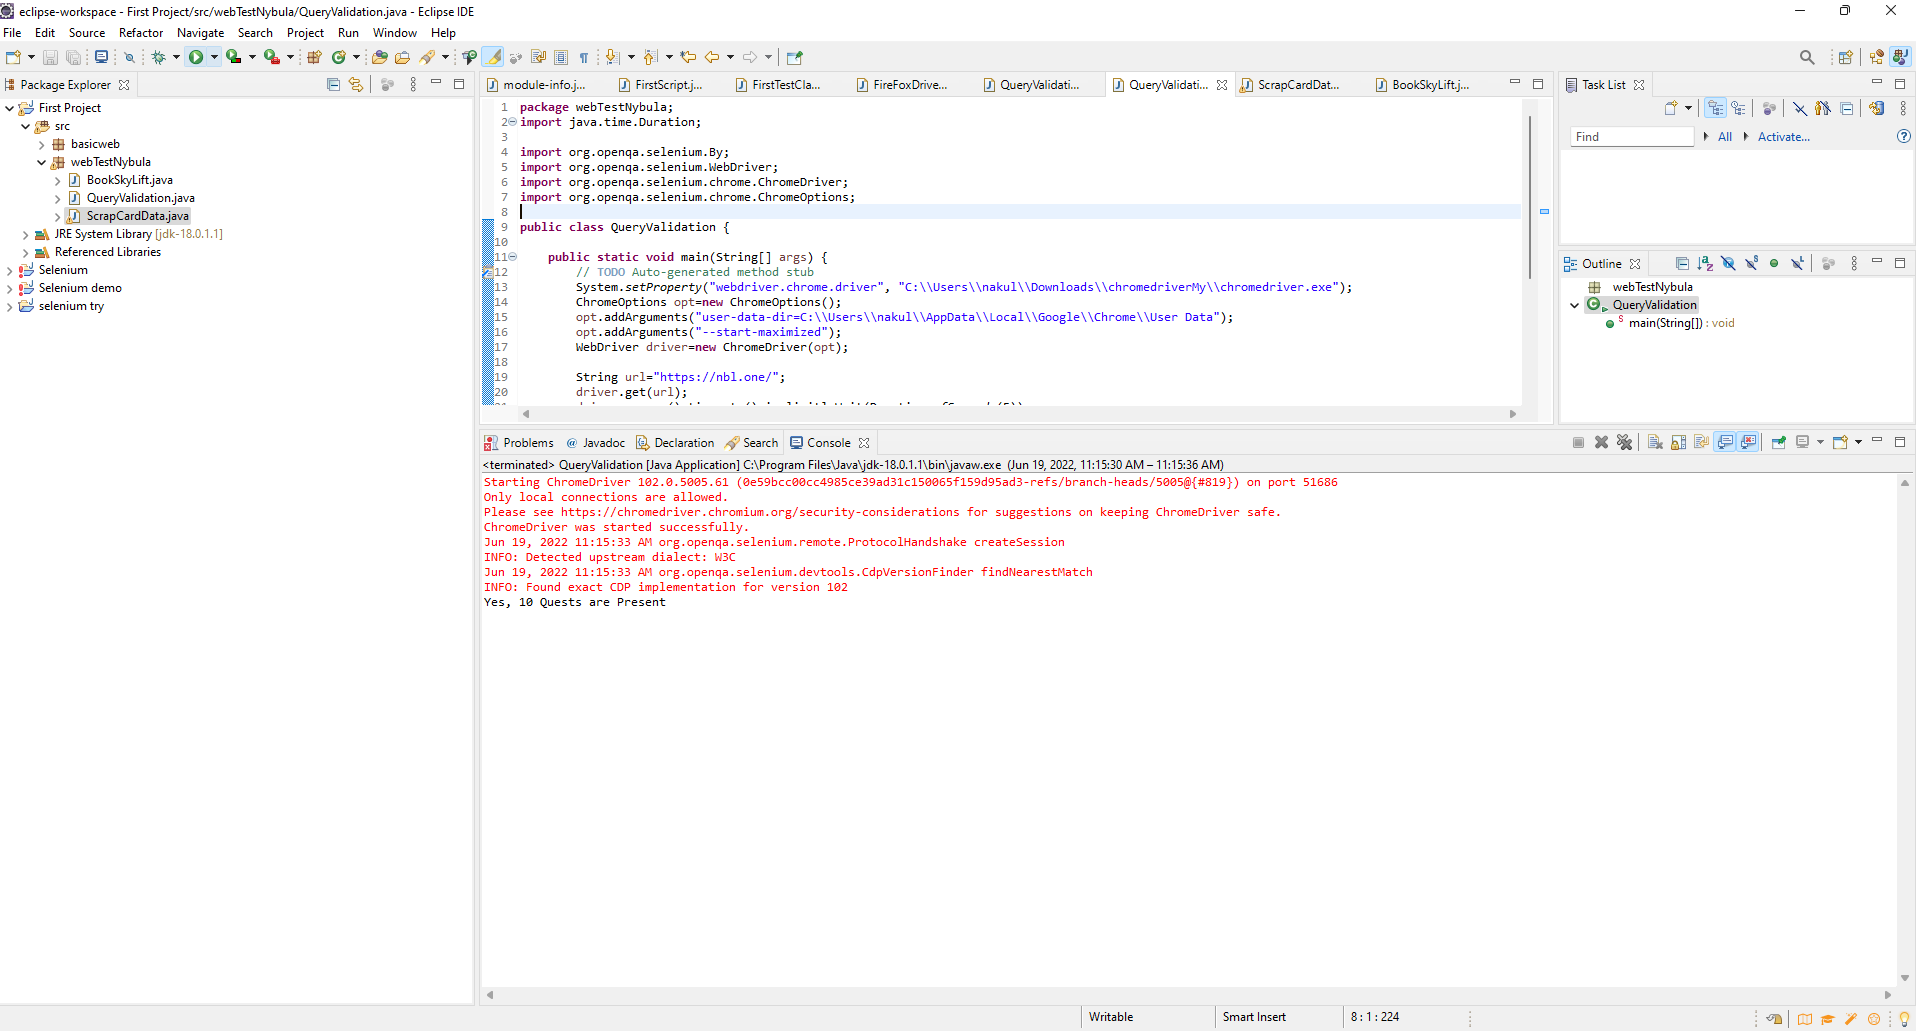 eclipse-workspace - First Project/src/webTestNybula/QueryValidation.java - Eclipse IDE
File Edit Source Refactor Navigate Search Project Run Window Help
Package Explorer
First Project
src
basicweb
webTestNybula
BookSkyLift.java
QueryValidation.java
ScrapCardData.java
JRE System Library [jdk-18.0.1.1]
Referenced Libraries
Selenium
Selenium demo
selenium try
module-info.j... FirstScript.j... FirstTestCla... FireFoxDrive... QueryValidati... QueryValidati... ScrapCardDat... BookSkyLift.j...
1 package webTestNybula;
2 import java.time.Duration;
3
4 import org.openqa.selenium.By;
5 import org.openqa.selenium.WebDriver;
6 import org.openqa.selenium.chrome.ChromeDriver;
7 import org.openqa.selenium.chrome.ChromeOptions;
8
9 public class QueryValidation {
10
11 public static void main(String[] args) {
12 // TODO Auto-generated method stub
13 System.setProperty("webdriver.chrome.driver", "C:\\Users\\nakul\\Downloads\\chromedriverMy\\chromedriver.exe");
14 ChromeOptions opt=new ChromeOptions();
15 opt.addArguments("user-data-dir=C:\\Users\\nakul\\AppData\\Local\\Google\\Chrome\\User Data");
16 opt.addArguments("--start-maximized");
17 WebDriver driver=new ChromeDriver(opt);
18
19 String url="https://nbl.one/";
20 driver.get(url);
Task List
Find All Activate...
Outline
webTestNybula
QueryValidation
main(String[]) : void
Problems @ Javadoc Declaration Search Console
<terminated> QueryValidation [Java Application] C:\Program Files\Java\jdk-18.0.1.1\bin\javaw.exe (Jun 19, 2022, 11:15:30 AM – 11:15:36 AM)
Starting ChromeDriver 102.0.5005.61 (0e59bcc00cc4985ce39ad31c150065f159d95ad3-refs/branch-heads/5005@{#819}) on port 51686
Only local connections are allowed.
Please see https://chromedriver.chromium.org/security-considerations for suggestions on keeping ChromeDriver safe.
ChromeDriver was started successfully.
Jun 19, 2022 11:15:33 AM org.openqa.selenium.remote.ProtocolHandshake createSession
INFO: Detected upstream dialect: W3C
Jun 19, 2022 11:15:33 AM org.openqa.selenium.devtools.CdpVersionFinder findNearestMatch
INFO: Found exact CDP implementation for version 102
Yes, 10 Quests are Present
Writable Smart Insert 8 : 1 : 224